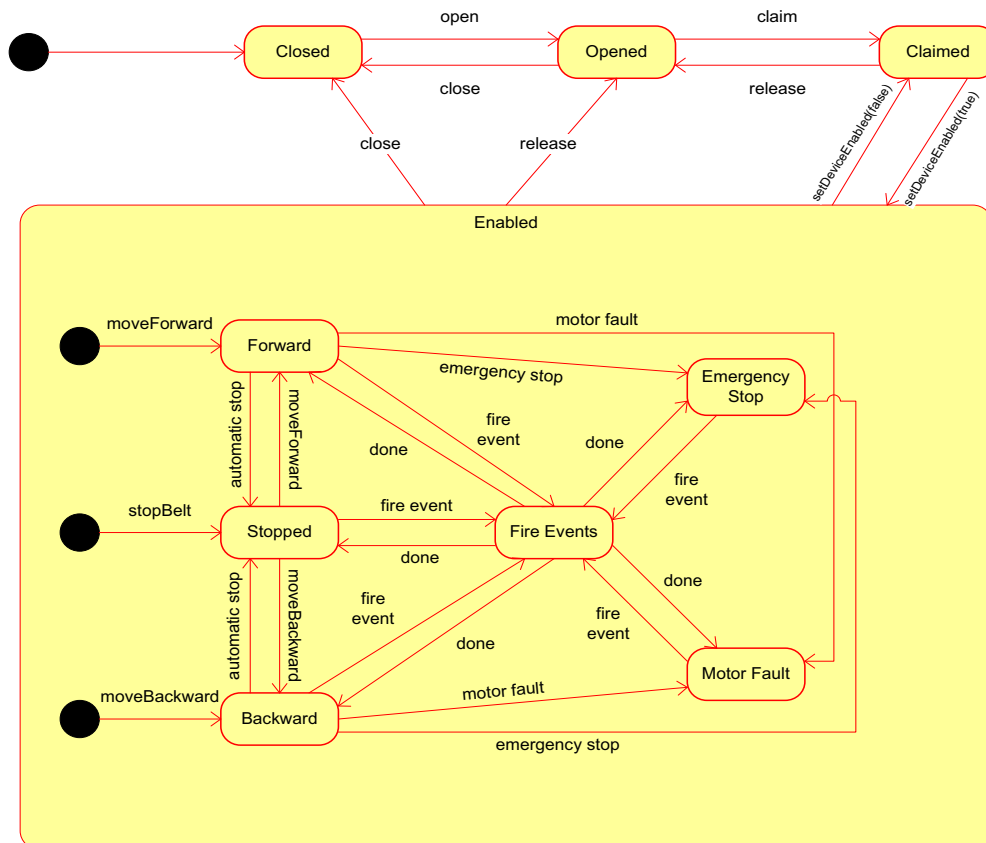 open
claim
Closed
Opened
Claimed
close
release
close
release
setDeviceEnabled(false)
setDeviceEnabled(true)
Enabled
moveForward
motor fault
Forward
emergency stop
Emergency
Stop
automatic stop
moveForward
fire
event
done
done
fire
event
stopBelt
fire event
Stopped
Fire Events
done
automatic stop
moveBackward
fire
event
done
fire
event
done
moveBackward
motor fault
Motor Fault
Backward
emergency stop